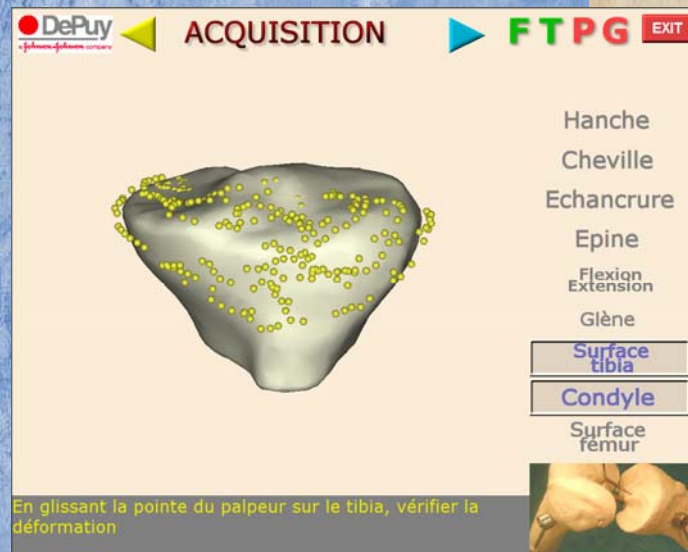 DePuy
a Johnson-Johnson company
ACQUISITION
F T P G
EXIT
Hanche
Cheville
Echancrure
Epine
Flexion
Extension
Glène
Surface
tibia
Condyle
Surface
fémur
En glissant la pointe du palpeur sur le tibia, vérifier la
déformation